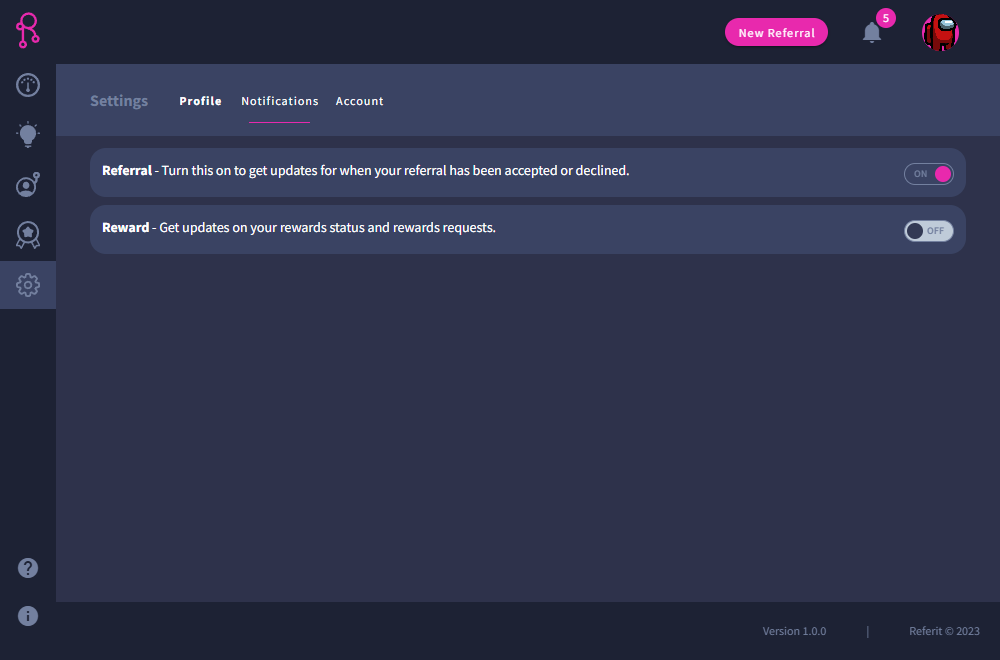 New Referral
5
Settings Profile Notifications Account
Referral - Turn this on to get updates for when your referral has been accepted or declined.
ON
Reward - Get updates on your rewards status and rewards requests.
OFF
Version 1.0.0 | Referit © 2023